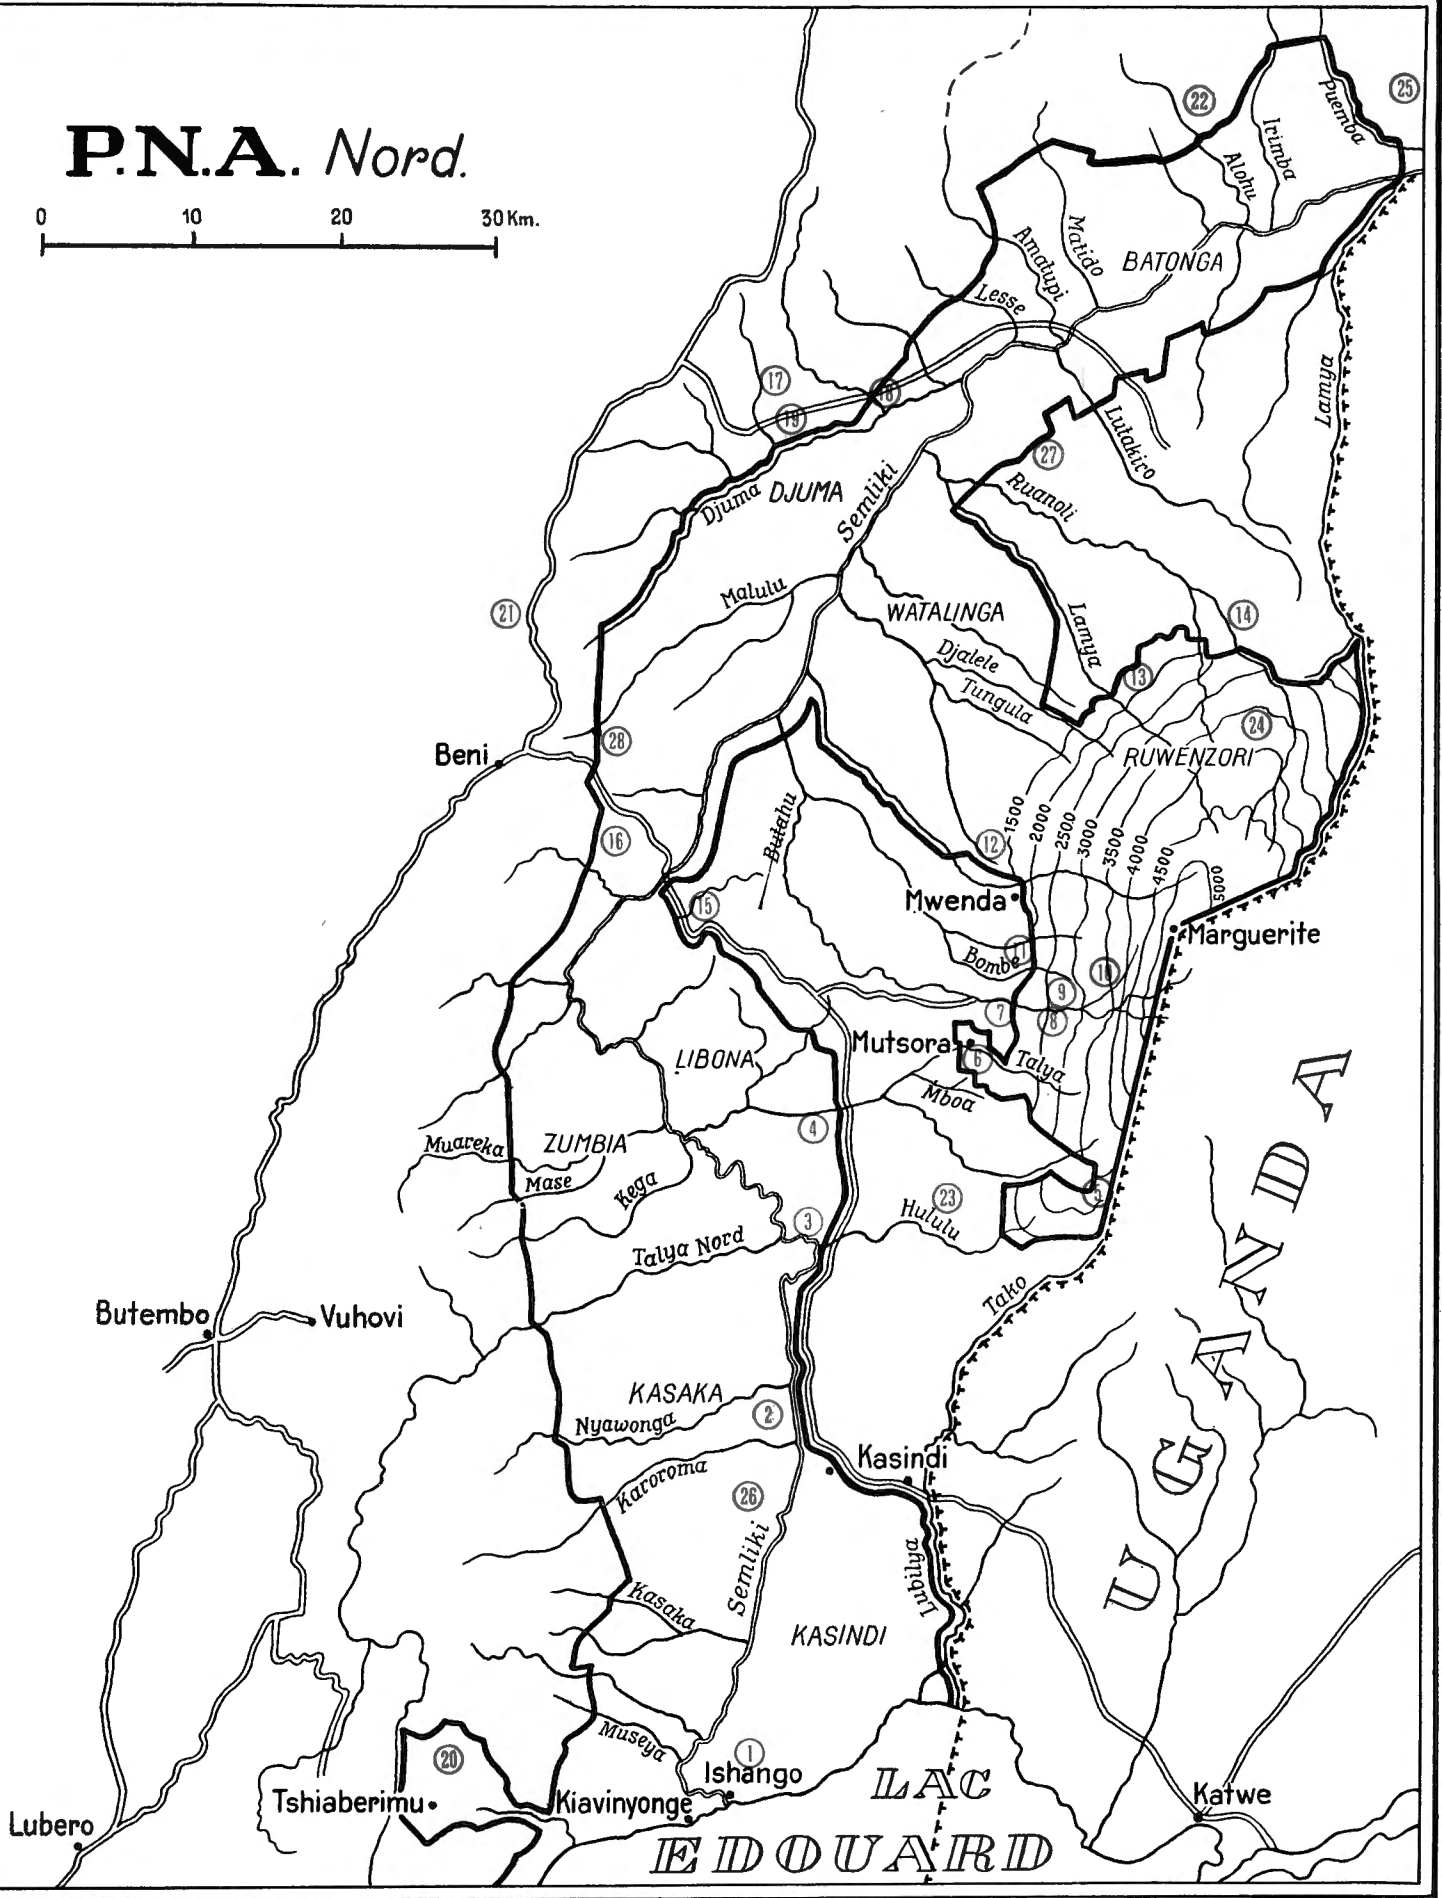 P.N.A. Nord.
0 10 20 30 Km.
22
25
Puemba
Irimba
Alohu
Matido
Amatupi
BATONGA
Lesse
Lamya
17
18
19
Lutakiro
27
Ruanoli
Semliki
Djuma
DJUMA
Malulu
21
WATALINGA
14
Lamya
Djalele
13
Tungula
24
28
RUWENZORI
Beni
1500
2000
2500
3000
3500
4000
4500
5000
Butahu
16
12
15
Mwenda
Marguerite
11
Bombe
10
9
7
8
Mutsora
6
Talya
LIBONA
Mboa
4
Muareka
ZUMBIA
Mase
Kega
5
23
3
Hululu
Talya Nord
Tako
UGANDA
Butembo
Vuhovi
KASAKA
2
Nyawonga
Kasindi
Karoroma
26
Semliki
Lubilya
Kasaka
KASINDI
Museya
1
20
Ishango
LAC
Tshiaberimu
Kiavinyonge
Katwe
Lubero
EDOUARD